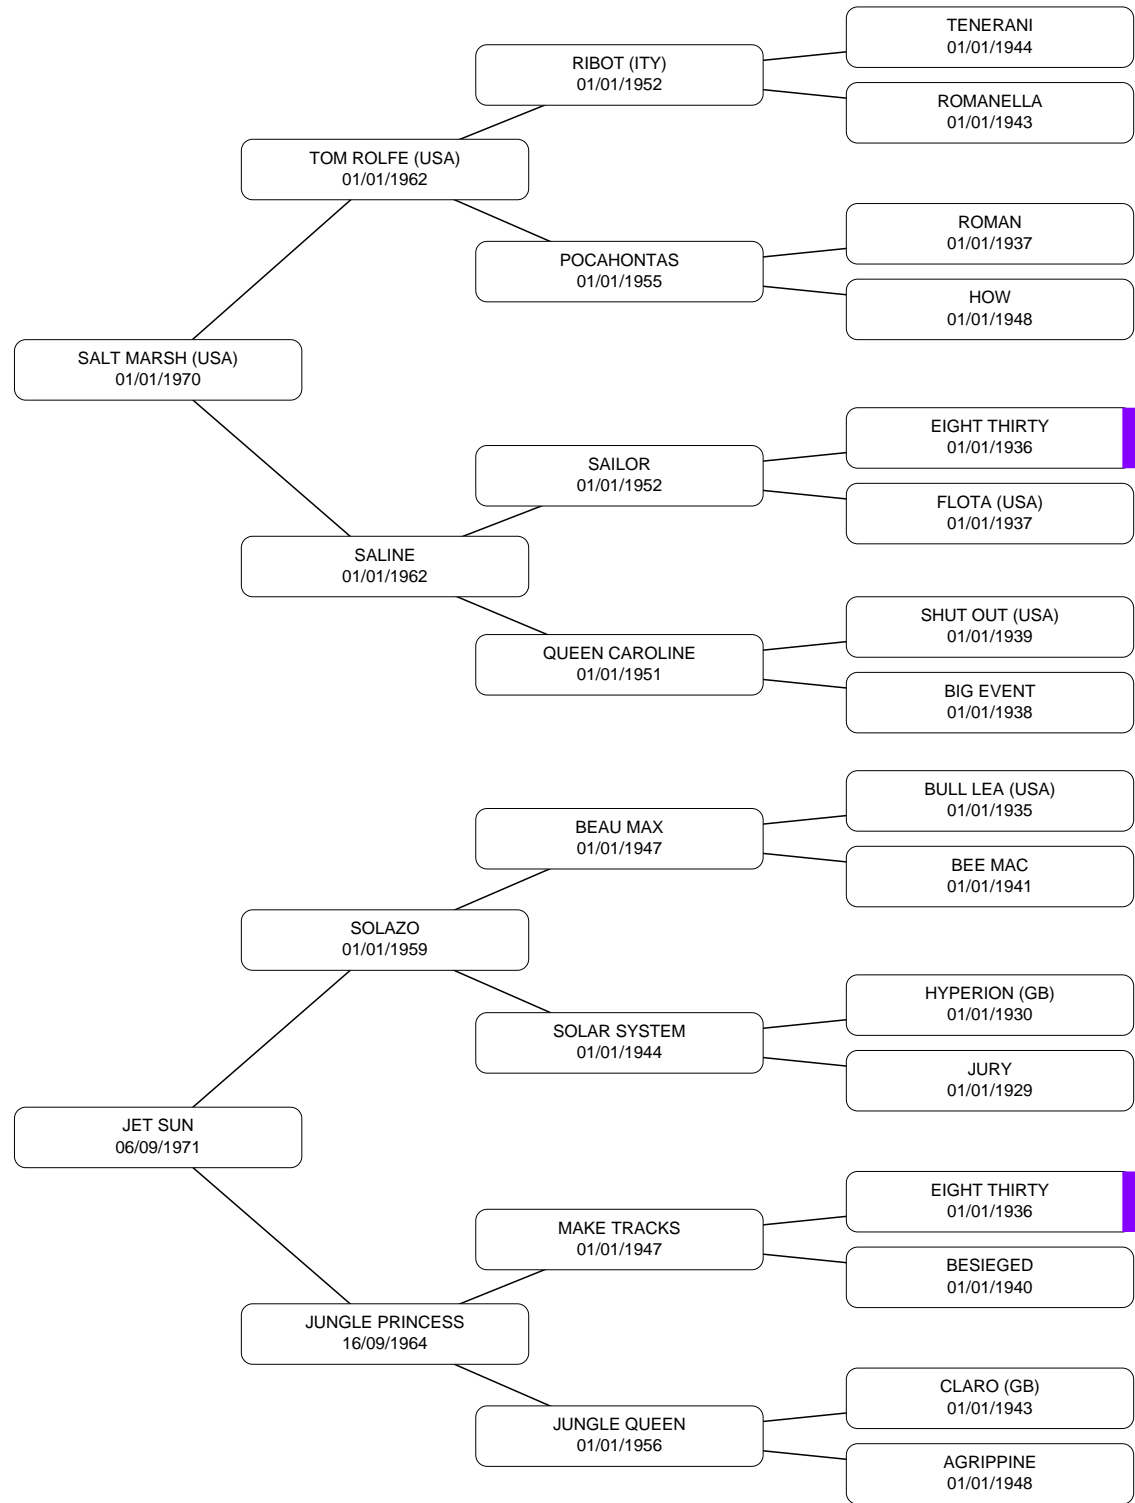 TENERANI
01/01/1944
RIBOT (ITY)
01/01/1952
ROMANELLA
01/01/1943
TOM ROLFE (USA)
01/01/1962
ROMAN
01/01/1937
POCAHONTAS
01/01/1955
HOW
01/01/1948
SALT MARSH (USA)
01/01/1970
EIGHT THIRTY
01/01/1936
SAILOR
01/01/1952
FLOTA (USA)
01/01/1937
SALINE
01/01/1962
SHUT OUT (USA)
01/01/1939
QUEEN CAROLINE
01/01/1951
BIG EVENT
01/01/1938
BULL LEA (USA)
01/01/1935
BEAU MAX
01/01/1947
BEE MAC
01/01/1941
SOLAZO
01/01/1959
HYPERION (GB)
01/01/1930
SOLAR SYSTEM
01/01/1944
JURY
01/01/1929
JET SUN
06/09/1971
EIGHT THIRTY
01/01/1936
MAKE TRACKS
01/01/1947
BESIEGED
01/01/1940
JUNGLE PRINCESS
16/09/1964
CLARO (GB)
01/01/1943
JUNGLE QUEEN
01/01/1956
AGRIPPINE
01/01/1948